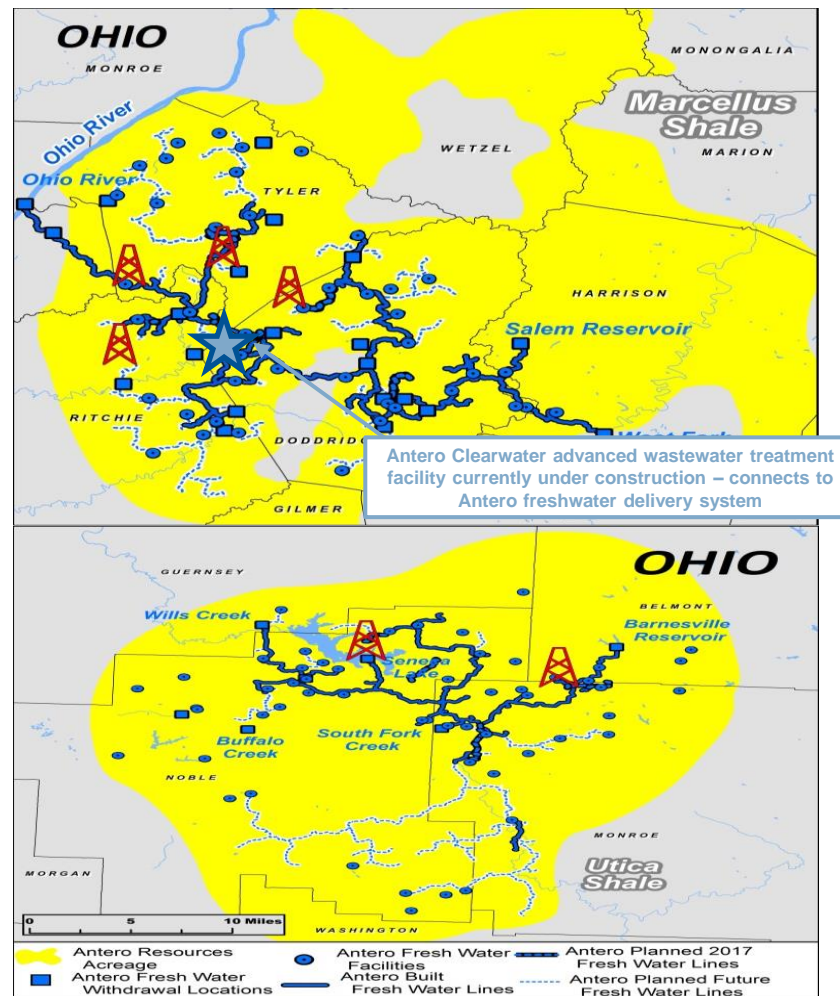 OHIO
MONROE
MONONGALIA
Marcellus
Shale
MARION
WETZEL
Ohio River
Ohio River
TYLER
HARRISON
Salem Reservoir
RITCHIE
DODDRID
GILMER
Antero Clearwater advanced wastewater treatment
facility currently under construction – connects to
Antero freshwater delivery system
OHIO
GUERNSEY
BELMONT
Wills Creek
Barnesville
Reservoir
Seneca
Lake
Buffalo
Creek
South Fork
Creek
NOBLE
MONROE
Utica
Shale
MORGAN
WASHINGTON
0 5 10 Miles
Antero Resources
Acreage
Antero Fresh Water
Withdrawal Locations
Antero Fresh Water
Facilities
Antero Built
Fresh Water Lines
Antero Planned 2017
Fresh Water Lines
Antero Planned Future
Fresh Water Lines